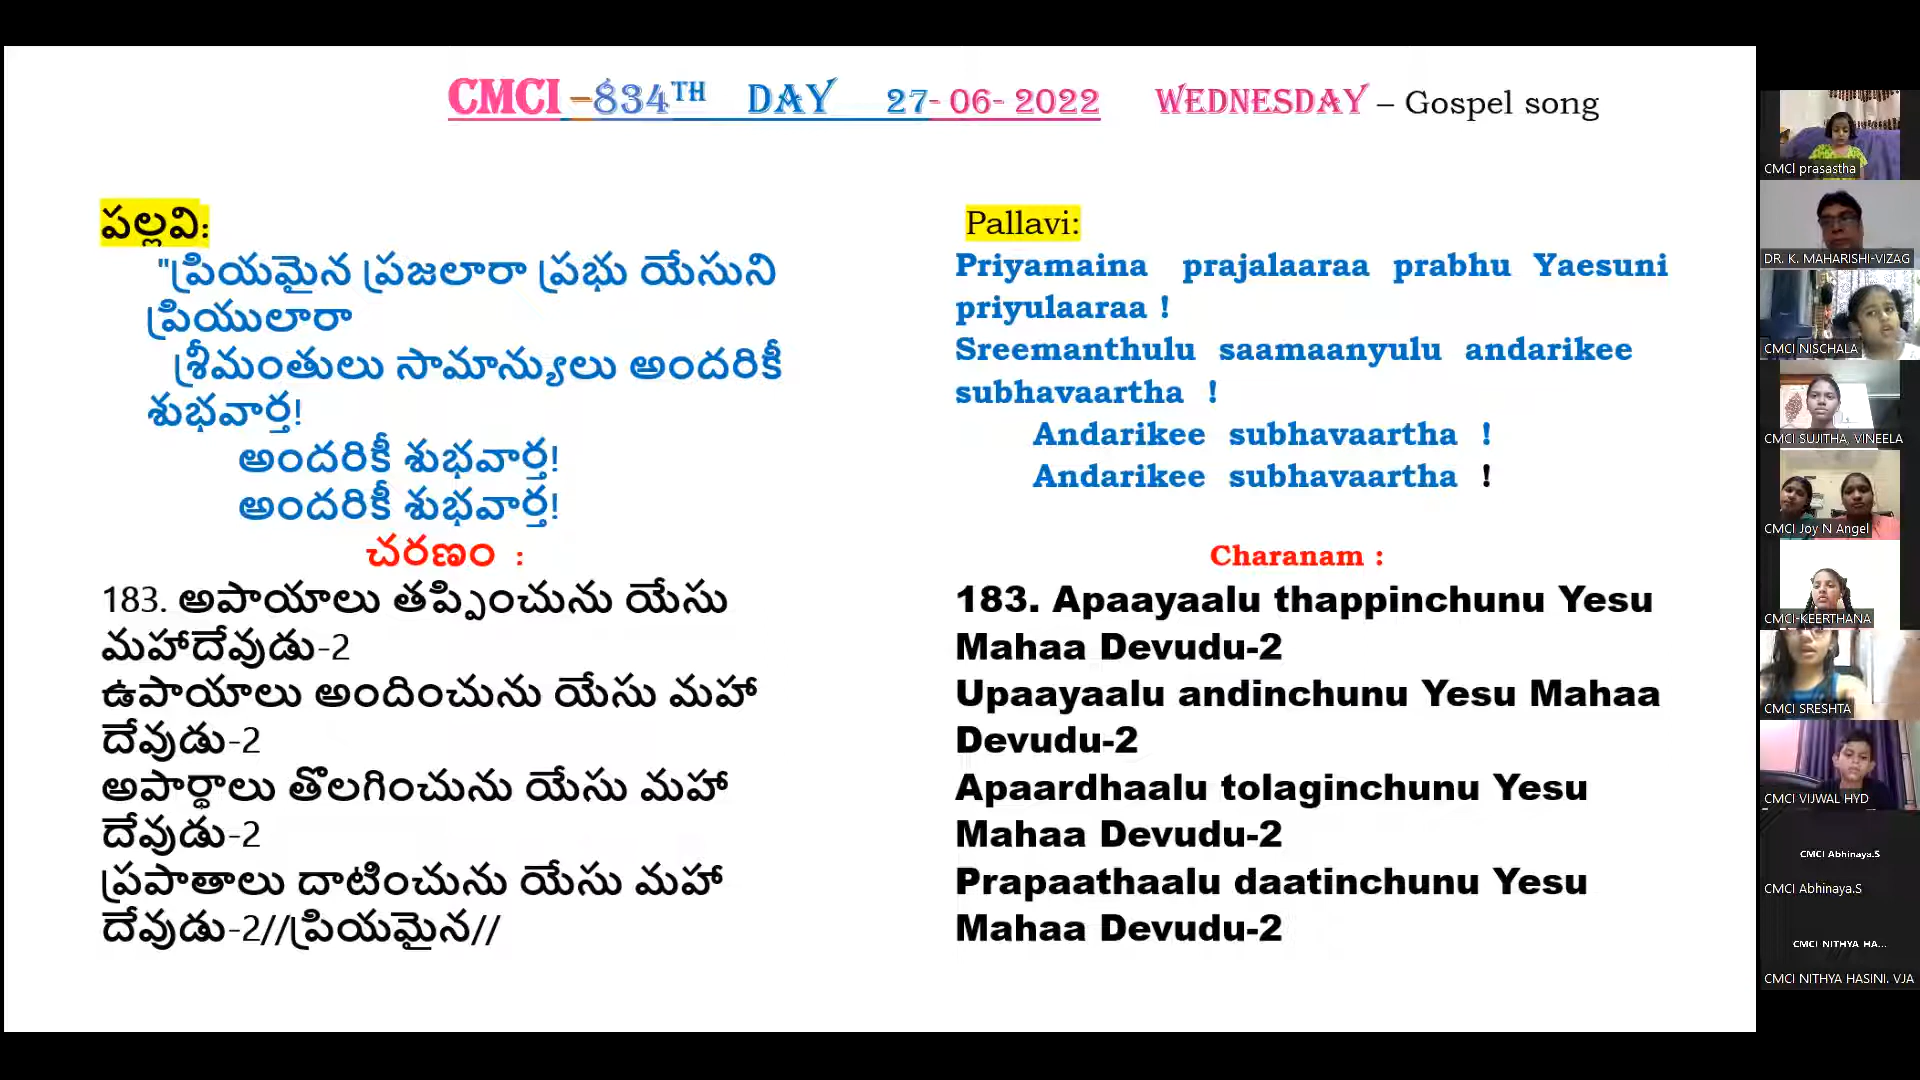 CMCI –834TH DAY 27- 06- 2022 WEDNESDAY – Gospel song
పల్లవి:
"ప్రియమైన ప్రజలారా ప్రభు యేసుని
ప్రియులారా
శ్రీమంతులు సామాన్యులు అందరికీ
శుభవార్త!
అందరికీ శుభవార్త!
అందరికీ శుభవార్త!
చరణం :
183. అపాయాలు తప్పించును యేసు
మహాదేవుడు-2
ఉపాయాలు అందించును యేసు మహా
దేవుడు-2
అపార్థాలు తొలగించును యేసు మహా
దేవుడు-2
ప్రపాతాలు దాటించును యేసు మహా
దేవుడు-2//ప్రియమైన//
Pallavi:
Priyamaina prajalaaraa prabhu Yaesuni
priyulaaraa !
Sreemanthulu saamaanyulu andarikee
subhavaartha !
Andarikee subhavaartha !
Andarikee subhavaartha !
Charanam :
183. Apaayaalu thappinchunu Yesu
Mahaa Devudu-2
Upaayaalu andinchunu Yesu Mahaa
Devudu-2
Apaardhaalu tolaginchunu Yesu
Mahaa Devudu-2
Prapaathaalu daatinchunu Yesu
Mahaa Devudu-2
CMCI prasastha
DR. K. MAHARISHI-VIZAG
CMCI NISCHALA
CMCI SUJITHA, VINEELA
CMCI Joy N Angel
CMCI-KEERTHANA
CMCI SRESHTA
CMCI VIJWAL HYD
CMCI Abhinaya.S
CMCI Abhinaya.S
CMCI NITHYA HA...
CMCI NITHYA HASINI. VJA